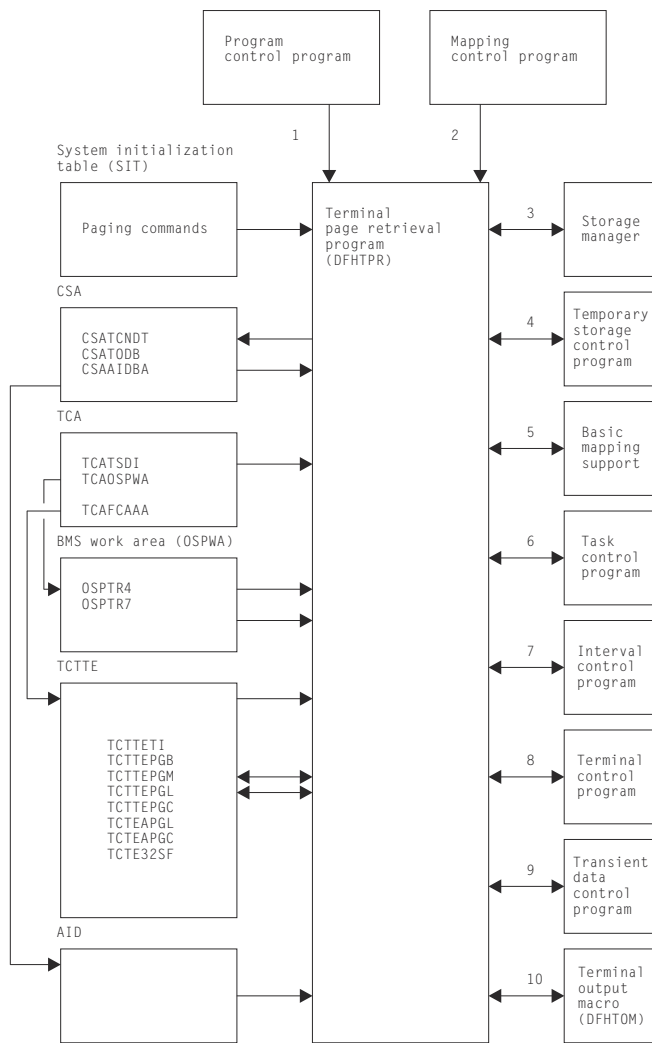 Program
control program
Mapping
control program
1
2
System initialization
table (SIT)
Paging commands
Terminal
page retrieval
program
(DFHTPR)
3
Storage
manager
CSA
CSATCNDT
CSATODB
CSAAIDBA
4
Temporary
storage
control
program
TCA
TCATSDI
TCAOSPWA
TCAFCAAA
5
Basic
mapping
support
BMS work area (OSPWA)
OSPTR4
OSPTR7
6
Task
control
program
TCTTE
TCTTETI
TCTTEPGB
TCTTEPGM
TCTTEPGL
TCTTEPGC
TCTEAPGL
TCTEAPGC
TCTE32SF
7
Interval
control
program
8
Terminal
control
program
9
Transient
data
control
program
AID
10
Terminal
output
macro
(DFHTOM)